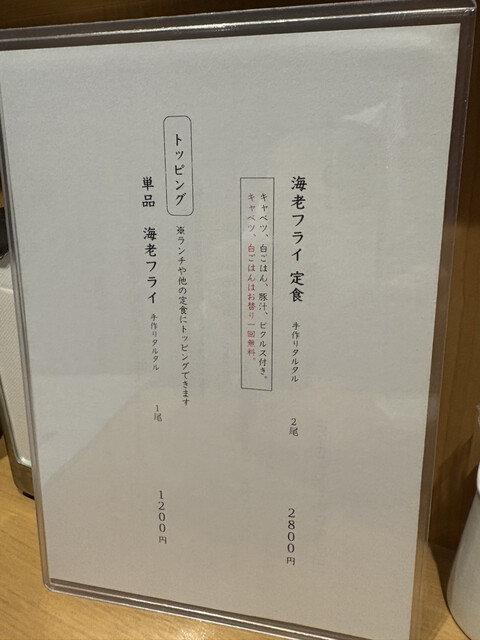 海老フライ 定食 手作りタルタル 2尾 2800円
キャベツ、白ごはん、豚汁、ピクルス付き。
キャベツ、白ごはんはお替り一回無料。
トッピング
※ランチや他の定食にトッピングできます
単品 海老フライ 手作りタルタル 1尾 1200円